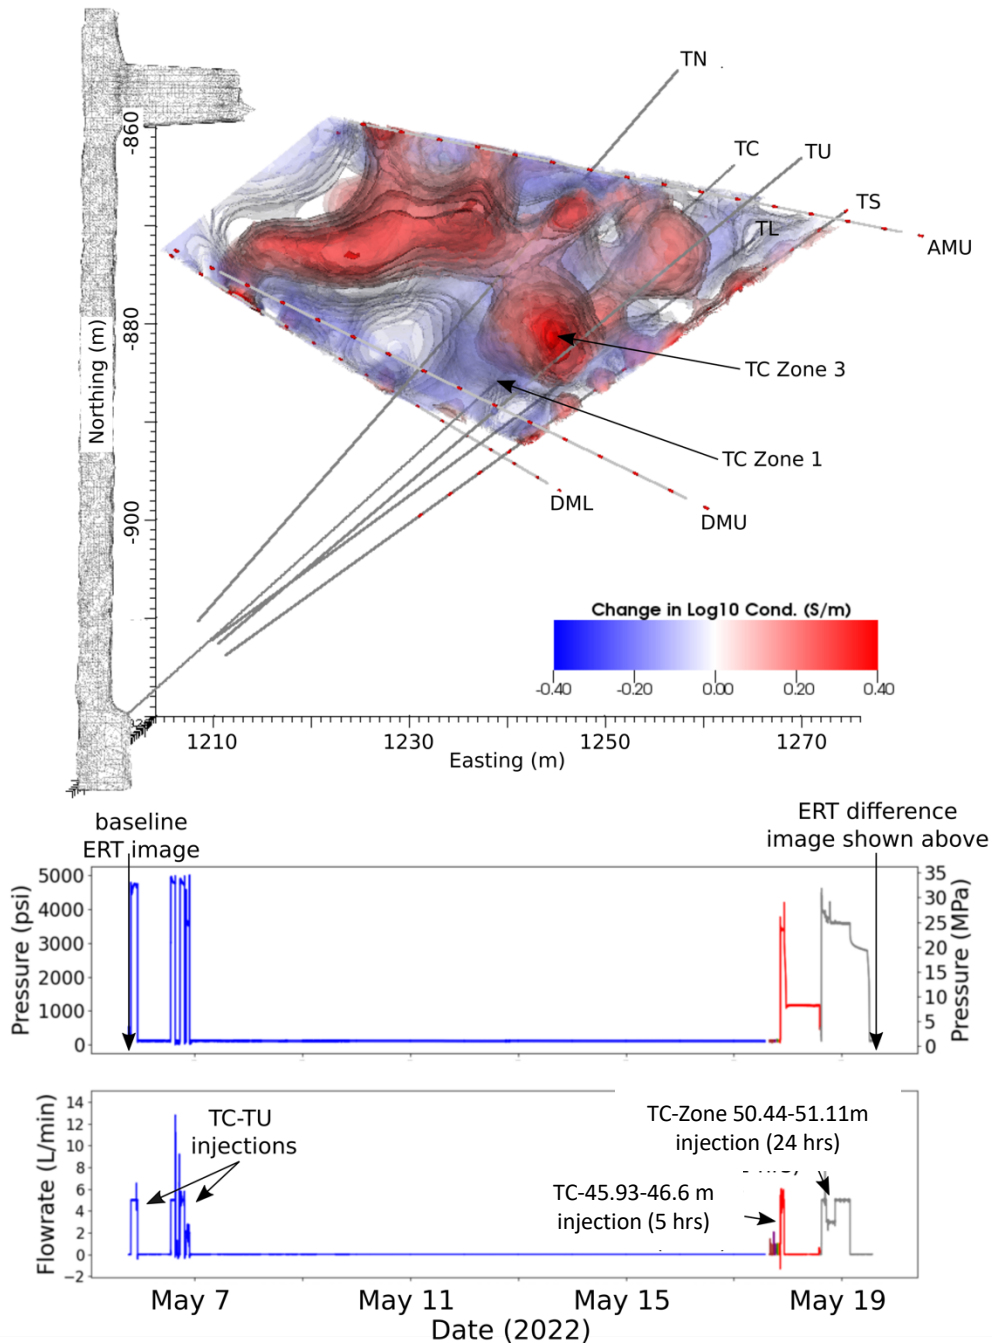 TN
TC
TU
TS
TL
AMU
-860
-880
-900
Northing (m)
TC Zone 3
TC Zone 1
DML
DMU
Change in Log10 Cond. (S/m)
-0.40
-0.20
0.00
0.20
0.40
1210
1230
1250
1270
Easting (m)
baseline
ERT image
ERT difference
image shown above
5000
4000
3000
2000
1000
0
Pressure (psi)
35
30
25
20
15
10
5
0
Pressure (MPa)
14
12
10
8
6
4
2
0
−2
Flowrate (L/min)
TC-TU
injections
TC-Zone 50.44-51.11m
injection (24 hrs)
TC-45.93-46.6 m
injection (5 hrs)
May 7
May 11
May 15
May 19
Date (2022)